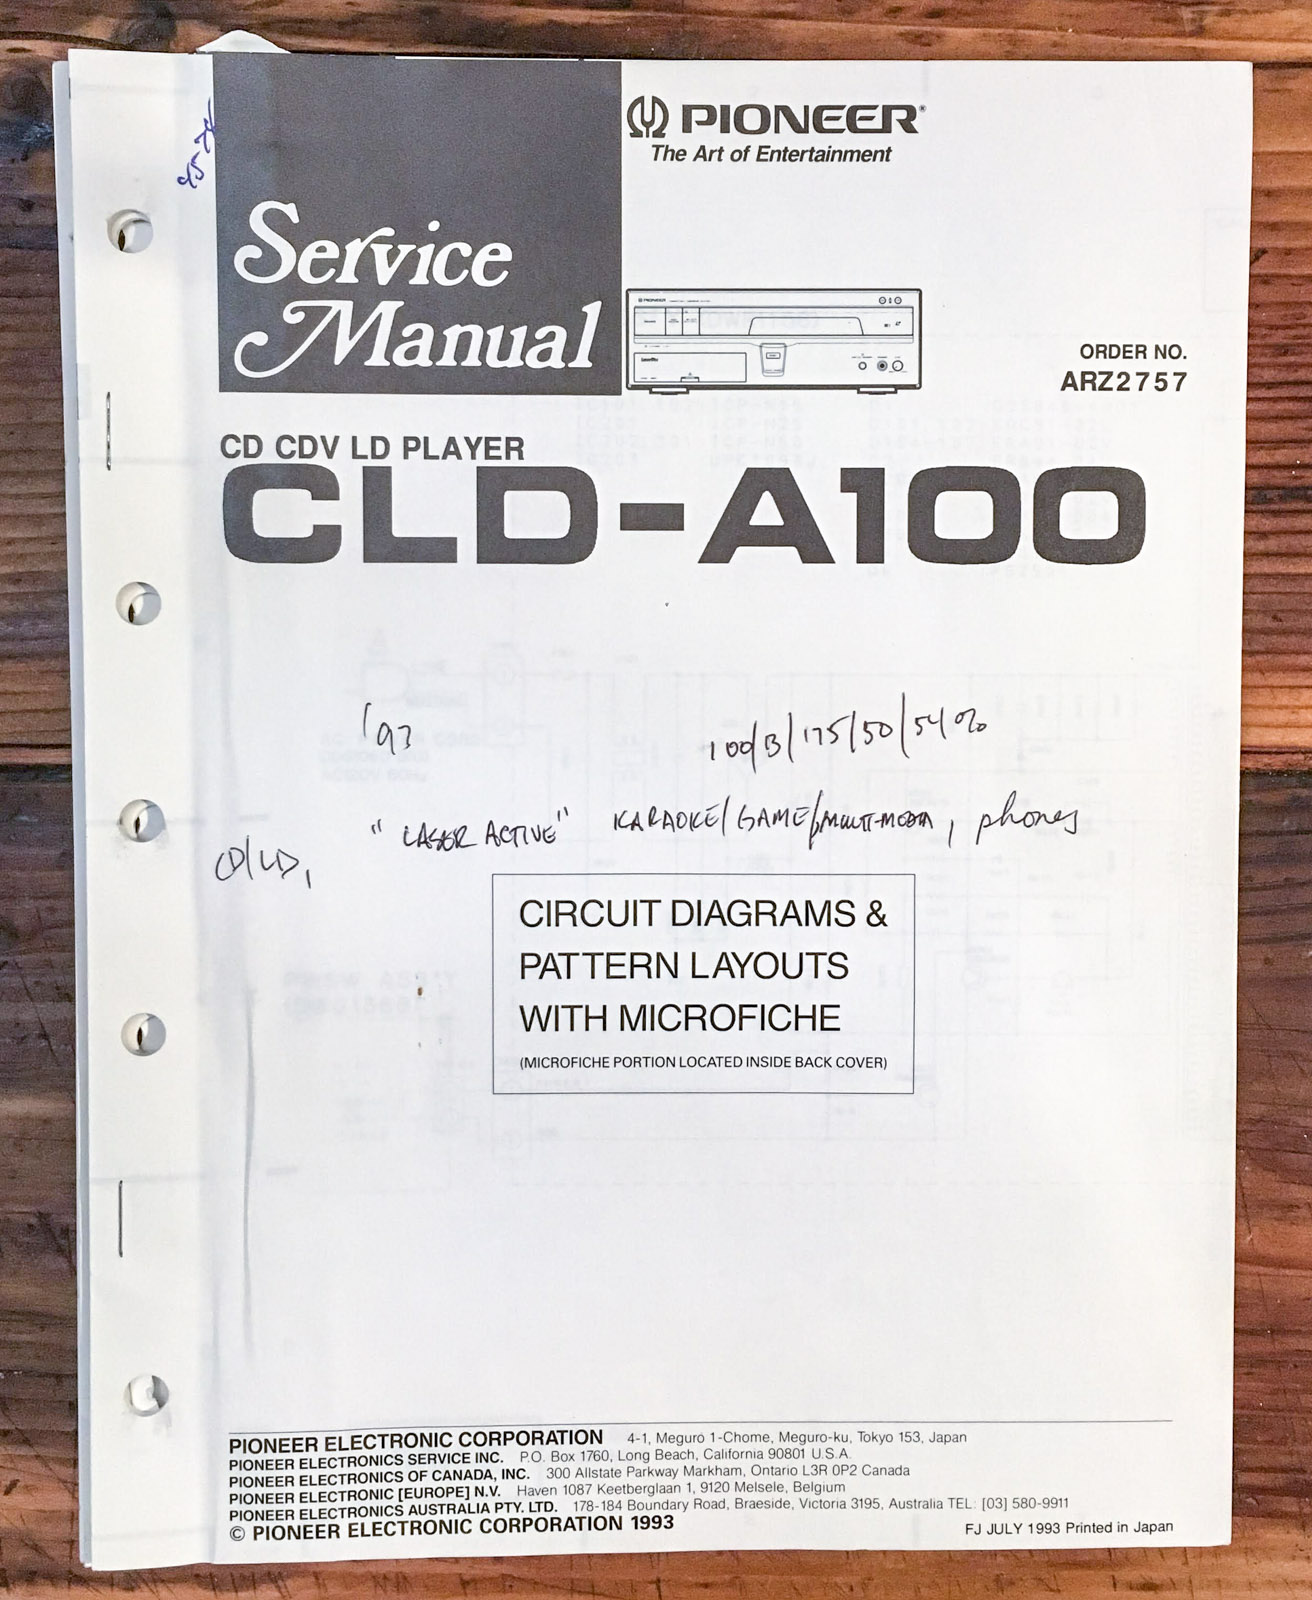 PIONEER®
The Art of Entertainment
Service
Manual
PIONEER
ORDER NO.
ARZ2757
CD CDV LD PLAYER
CLD-A100
'93
100/B/175/50/54%
CD/LD, "LASER ACTIVE" KARAOKE/GAME/MULTI-MEDIA, phones
CIRCUIT DIAGRAMS &
PATTERN LAYOUTS
WITH MICROFICHE
(MICROFICHE PORTION LOCATED INSIDE BACK COVER)
PIONEER ELECTRONIC CORPORATION 4-1, Meguro 1-Chome, Meguro-ku, Tokyo 153, Japan
PIONEER ELECTRONICS SERVICE INC. P.O. Box 1760, Long Beach, California 90801 U.S.A.
PIONEER ELECTRONICS OF CANADA, INC. 300 Allstate Parkway Markham, Ontario L3R 0P2 Canada
PIONEER ELECTRONIC [EUROPE] N.V. Haven 1087 Keetberglaan 1, 9120 Melsele, Belgium
PIONEER ELECTRONICS AUSTRALIA PTY. LTD. 178-184 Boundary Road, Braeside, Victoria 3195, Australia TEL: [03] 580-9911
© PIONEER ELECTRONIC CORPORATION 1993
FJ JULY 1993 Printed in Japan